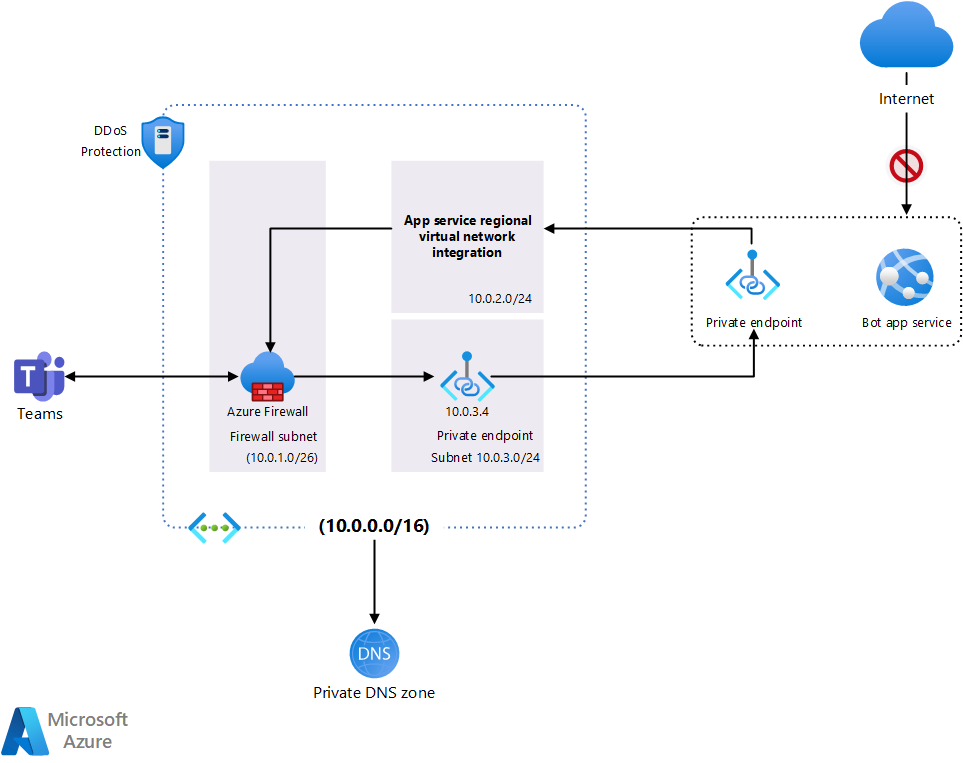 Internet
DDoS
Protection
App service regional
virtual network
integration
10.0.2.0/24
Private endpoint
Bot app service
T
Teams
Azure Firewall
Firewall subnet
(10.0.1.0/26)
10.0.3.4
Private endpoint
Subnet 10.0.3.0/24
(10.0.0.0/16)
DNS
Private DNS zone
Microsoft
Azure